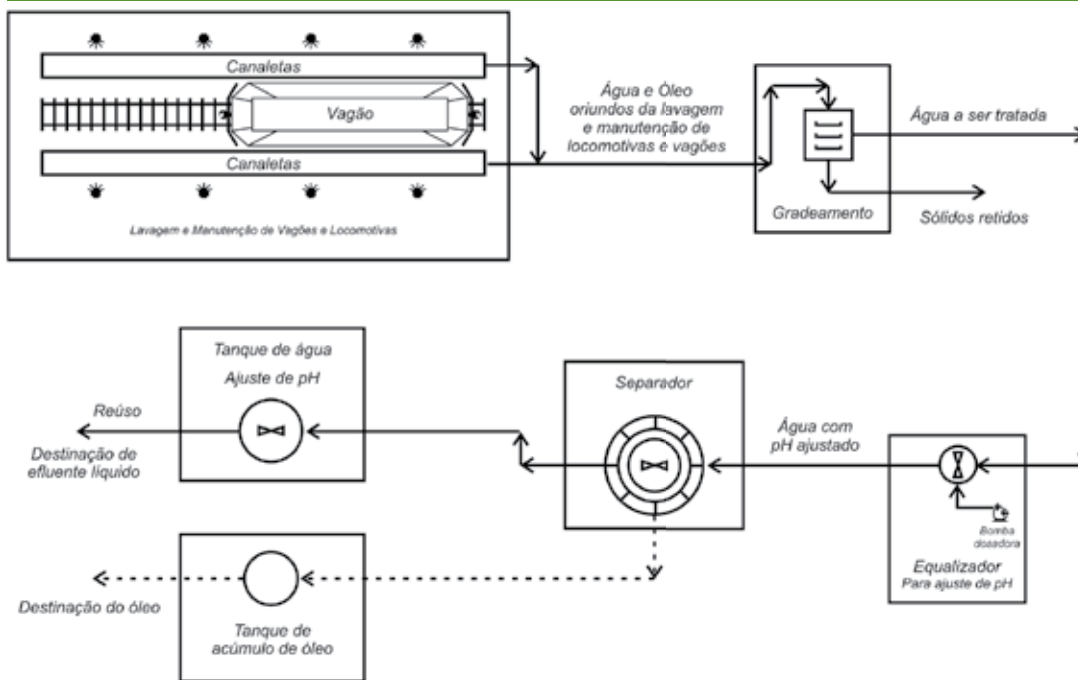 Canaletas
Vagão
Canaletas
Lavagem e Manutenção de Vagões e Locomotivas
Água e Óleo
oriundos da lavagem
e manutenção de
locomotivas e vagões
Gradeamento
Água a ser tratada
Sólidos retidos
Tanque de água
Ajuste de pH
Reúso
Destinação de
efluente líquido
Separador
Água com
pH ajustado
Bomba
dosadora
Equalizador
Para ajuste de pH
Destinação do óleo
Tanque de
acúmulo de óleo